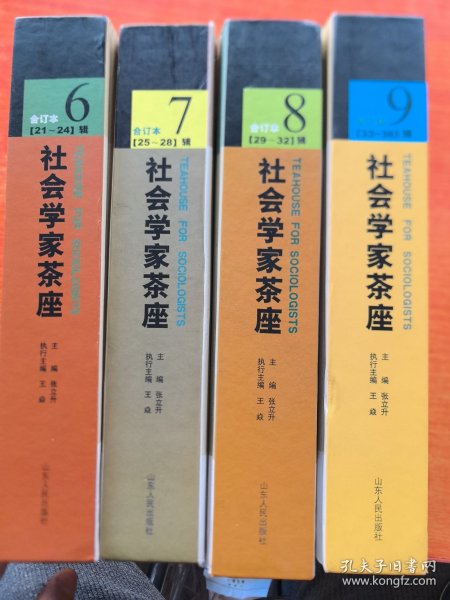 6
合订本
【21～24】辑
社会学家茶座
TEAHOUSE FOR SOCIOLOGISTS
主 编 张立升
执行主编 王 焱
山东人民出版社
7
合订本
【25～28】辑
社会学家茶座
TEAHOUSE FOR SOCIOLOGISTS
主 编 张立升
执行主编 王 焱
山东人民出版社
8
合订本
【29～32】辑
社会学家茶座
TEAHOUSE FOR SOCIOLOGISTS
主 编 张立升
执行主编 王 焱
山东人民出版社
9
【33～36】辑
社会学家茶座
TEAHOUSE FOR SOCIOLOGISTS
主 编 张立升
执行主编 王 焱
山东人民出版社
孔夫子旧书网
www.kongfz.com